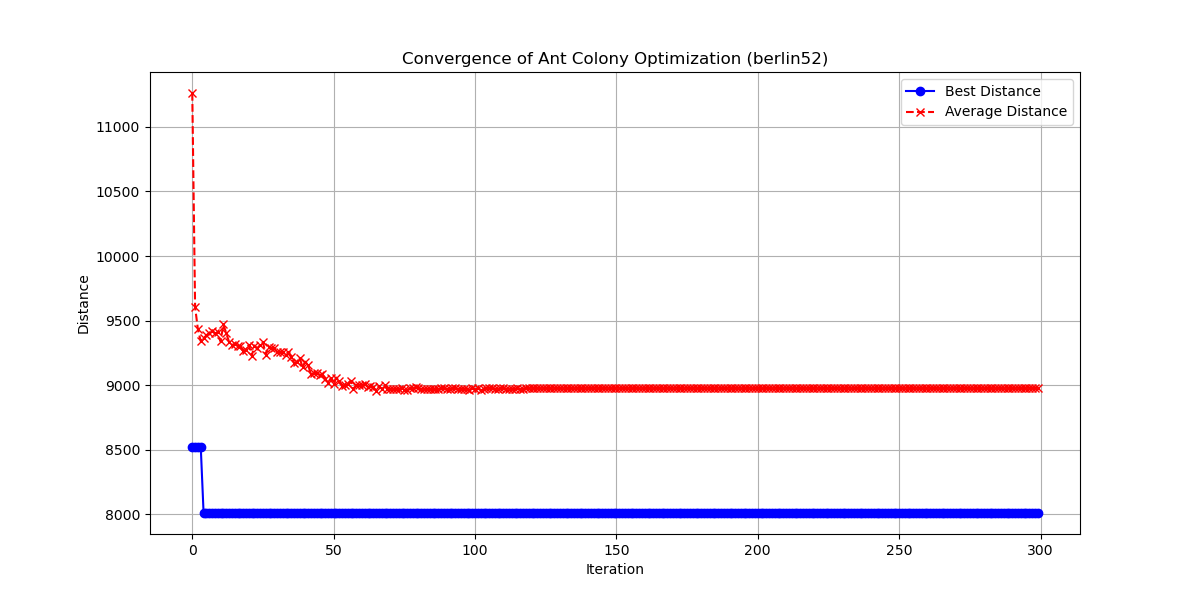 Convergence of Ant Colony Optimization (berlin52)
Best Distance
Average Distance
11000
10500
10000
9500
9000
8500
8000
Distance
0 50 100 150 200 250 300
Iteration